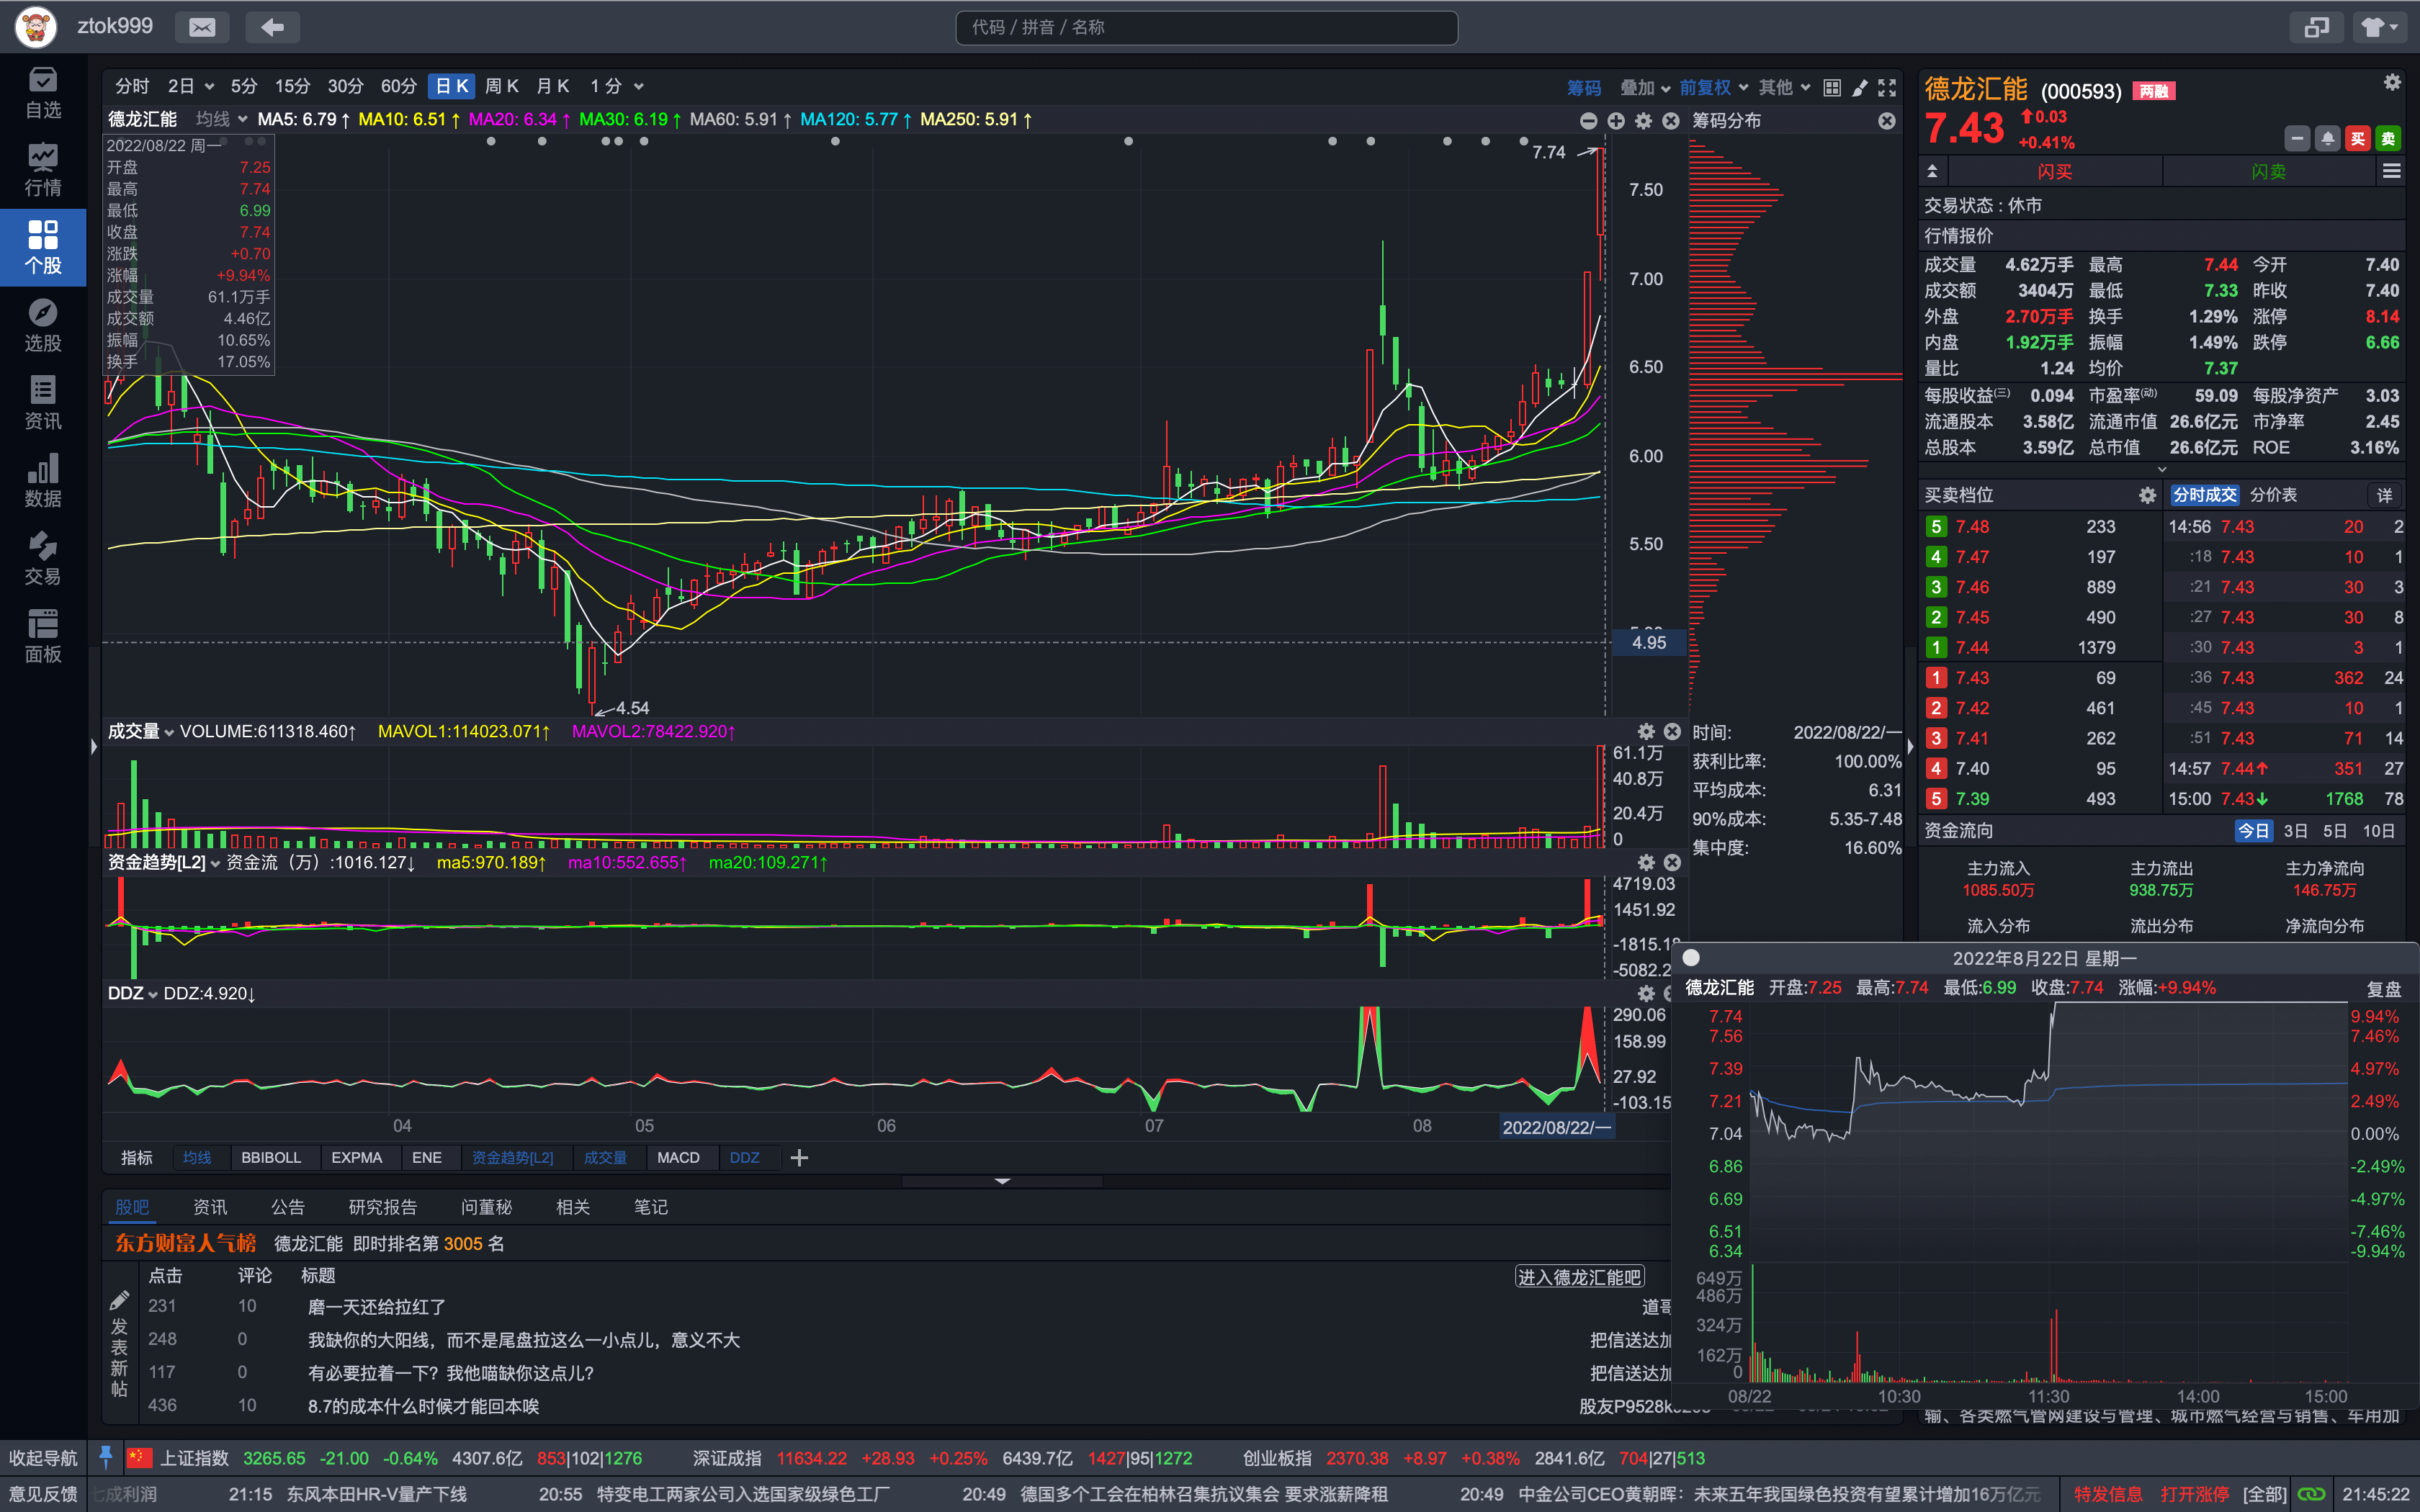 ztok999
代码 / 拼音 / 名称
自选
行情
个股
选股
资讯
数据
交易
面板
分时 2日 5分 15分 30分 60分 日K 周K 月K 1分
筹码 叠加 前复权 其他
德龙汇能 均线 MA5: 6.79↑ MA10: 6.51↑ MA20: 6.34↑ MA30: 6.19↑ MA60: 5.91↑ MA120: 5.77↑ MA250: 5.91↑
筹码分布
2022/08/22 周一
开盘 7.25
最高 7.74
最低 6.99
收盘 7.74
涨跌 +0.70
涨幅 +9.94%
成交量 61.1万手
成交额 4.46亿
振幅 10.65%
换手 17.05%
7.74
7.50
7.00
6.50
6.00
5.50
4.95
4.54
成交量 VOLUME:611318.460↑ MAVOL1:114023.071↑ MAVOL2:78422.920↑
61.1万
40.8万
20.4万
0
资金趋势[L2] 资金流（万）:1016.127↓ ma5:970.189↑ ma10:552.655↑ ma20:109.271↑
4719.03
1451.92
-1815.18
-5082.2
DDZ DDZ:4.920↓
290.06
158.99
27.92
-103.15
04 05 06 07 08 2022/08/22/一
指标 均线 BBIBOLL EXPMA ENE 资金趋势[L2] 成交量 MACD DDZ
时间: 2022/08/22/一
获利比率: 100.00%
平均成本: 6.31
90%成本: 5.35-7.48
集中度: 16.60%
股吧 资讯 公告 研究报告 问董秘 相关 笔记
东方财富人气榜 德龙汇能 即时排名第 3005 名
点击 评论 标题 进入德龙汇能吧
发表新帖
231 10 磨一天还给拉红了 道哥
248 0 我缺你的大阳线，而不是尾盘拉这么一小点儿，意义不大 把信送达加
117 0 有必要拉着一下？我他喵缺你这点儿？ 把信送达加
436 10 8.7的成本什么时候才能回本唉 股友P9528k
德龙汇能 (000593) 两融
7.43 0.03
+0.41%
买 卖
闪买 闪卖
交易状态 : 休市
行情报价
成交量 4.62万手 最高 7.44 今开 7.40
成交额 3404万 最低 7.33 昨收 7.40
外盘 2.70万手 换手 1.29% 涨停 8.14
内盘 1.92万手 振幅 1.49% 跌停 6.66
量比 1.24 均价 7.37
每股收益(三) 0.094 市盈率(动) 59.09 每股净资产 3.03
流通股本 3.58亿 流通市值 26.6亿元 市净率 2.45
总股本 3.59亿 总市值 26.6亿元 ROE 3.16%
买卖档位
5 7.48 233
4 7.47 197
3 7.46 889
2 7.45 490
1 7.44 1379
1 7.43 69
2 7.42 461
3 7.41 262
4 7.40 95
5 7.39 493
分时成交 分价表 详
14:56 7.43 20 2
:18 7.43 10 1
:21 7.43 30 3
:27 7.43 30 8
:30 7.43 3 1
:36 7.43 362 24
:45 7.43 10 1
:51 7.43 71 14
14:57 7.44↑ 351 27
15:00 7.43↓ 1768 78
资金流向 今日 3日 5日 10日
主力流入 主力流出 主力净流向
1085.50万 938.75万 146.75万
流入分布 流出分布 净流向分布
2022年8月22日 星期一
德龙汇能 开盘:7.25 最高:7.74 最低:6.99 收盘:7.74 涨幅:+9.94% 复盘
7.74 9.94%
7.56 7.46%
7.39 4.97%
7.21 2.49%
7.04 0.00%
6.86 -2.49%
6.69 -4.97%
6.51 -7.46%
6.34 -9.94%
649万
486万
324万
162万
0
08/22 10:30 11:30 14:00 15:00
输、各类燃气管网建设与管理、城市燃气经营与销售、车用加
收起导航 上证指数 3265.65 -21.00 -0.64% 4307.6亿 853|102|1276 深证成指 11634.22 +28.93 +0.25% 6439.7亿 1427|95|1272 创业板指 2370.38 +8.97 +0.38% 2841.6亿 704|27|513
意见反馈 七成利润 21:15 东风本田HR-V量产下线 20:55 特变电工两家公司入选国家级绿色工厂 20:49 德国多个工会在柏林召集抗议集会 要求涨薪降租 20:49 中金公司CEO黄朝晖：未来五年我国绿色投资有望累计增加16万亿元 特发信息 打开涨停 [全部] 21:45:22